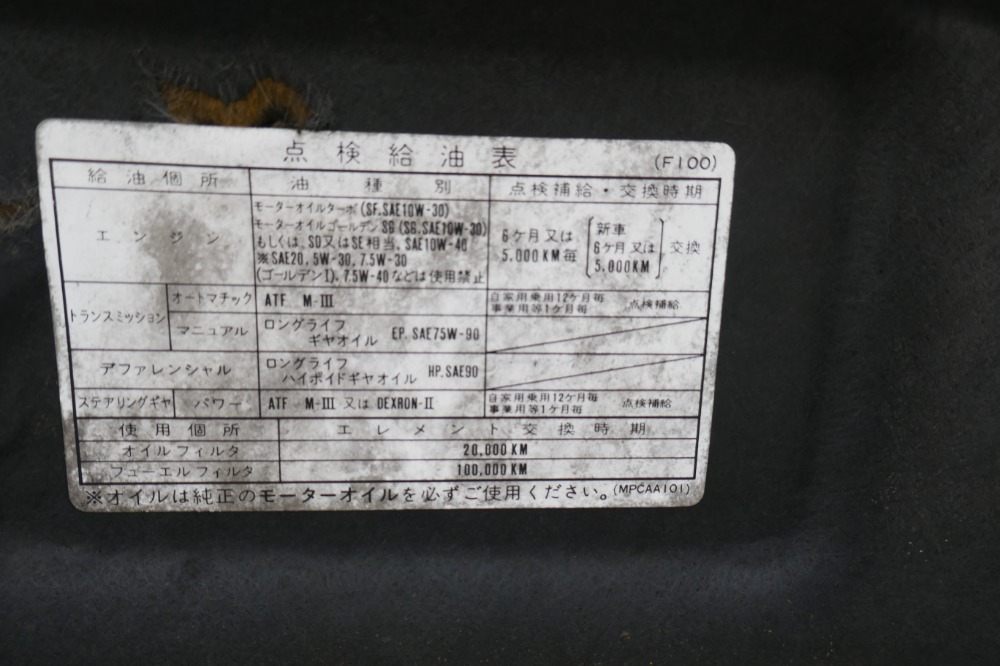 点検給油表 (F100)
給油個所 油種別 点検補給・交換時期
エンジン
モーターオイルターボ(SF.SAE10W-30)
モーターオイルゴールデンSG(SG.SAE10W-30)
もしくは、SD又はSE相当、SAE10W-40
※SAE20,5W-30,7.5W-30
(ゴールデンI),7.5W-40などは使用禁止
6ケ月又は
5,000KM毎
新車
6ケ月又は
5,000KM
交換
トランスミッション
オートマチック ATF M-III
自家用乗用12ケ月毎
事業用等1ケ月毎
点検補給
マニュアル
ロングライフ
ギヤオイル EP.SAE75W-90
デファレンシャル
ロングライフ
ハイポイドギヤオイル HP.SAE90
ステアリングギヤ パワー ATF M-III 又は DEXRON-II
自家用乗用12ケ月毎
事業用等1ケ月毎
点検補給
使用個所 エレメント交換時期
オイルフィルタ 20,000KM
フューエルフィルタ 100,000KM
※オイルは純正のモーターオイルを必ずご使用ください。(MPCAA101)